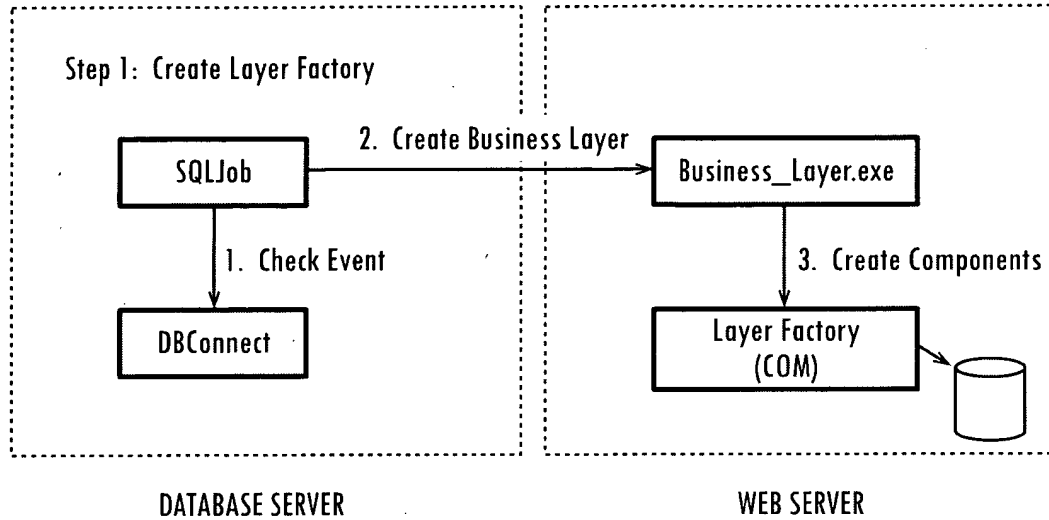 Step 1: Create Layer Factory
2. Create Business Layer
SQLJob
Business_Layer.exe
1. Check Event
3. Create Components
DBConnect
Layer Factory
(COM)
DATABASE SERVER
WEB SERVER